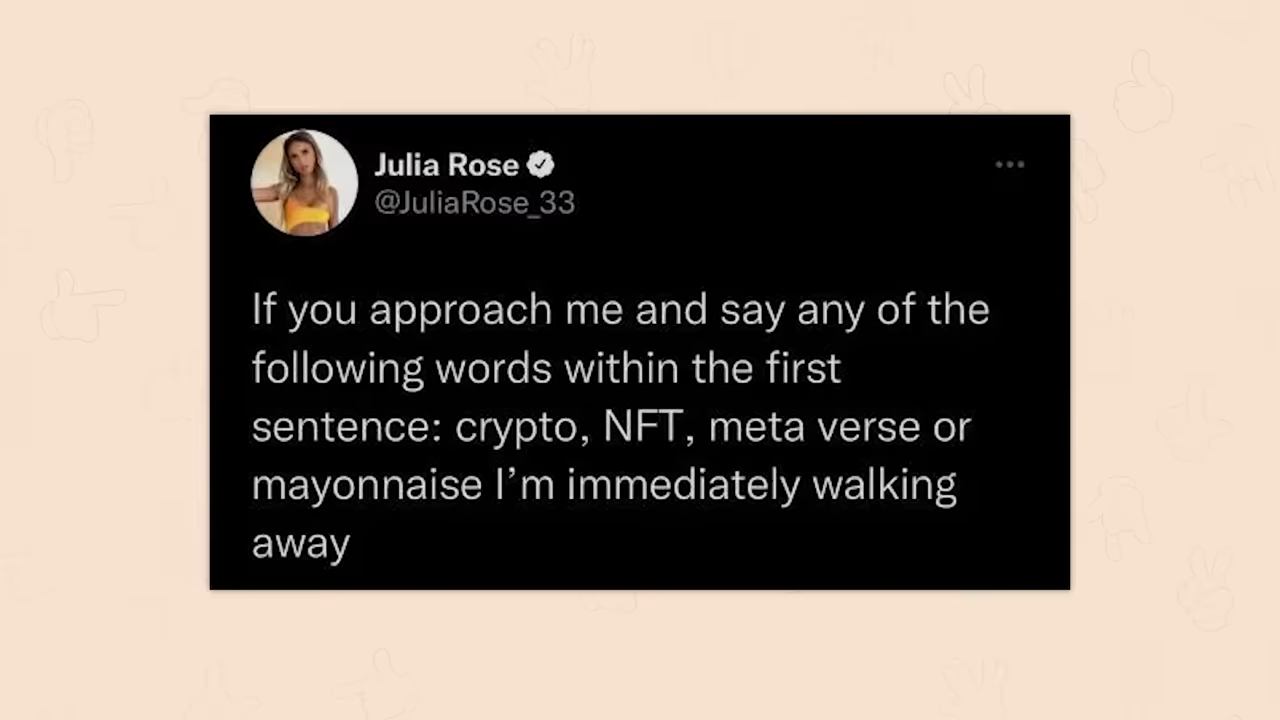 Julia Rose
@JuliaRose_33
If you approach me and say any of the
following words within the first
sentence: crypto, NFT, meta verse or
mayonnaise I’m immediately walking
away